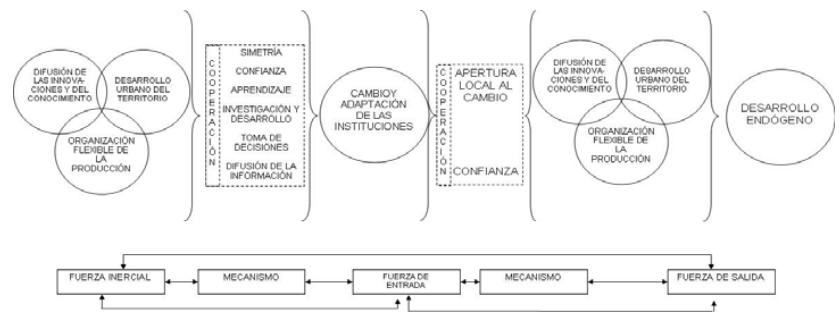 DIFUSIÓN DE
LAS INNOVA-
CIONES Y DEL
CONOCIMIENTO
DESARROLLO
URBANO DEL
TERRITORIO
ORGANIZACIÓN
FLEXIBLE DE
LA
PRODUCCIÓN
COOPERACIÓN
SIMETRÍA
CONFIANZA
APRENDIZAJE
INVESTIGACIÓN Y
DESARROLLO
TOMA DE
DECISIONES
DIFUSIÓN DE LA
INFORMACIÓN
CAMBIOY
ADAPTACIÓN
DE LAS
INSTITUCIONES
COOPERACIÓN
APERTURA
LOCAL AL
CAMBIO
CONFIANZA
DIFUSIÓN DE
LAS INNOVA-
CIONES Y DEL
CONOCIMIENTO
DESARROLLO
URBANO DEL
TERRITORIO
ORGANIZACIÓN
FLEXIBLE DE
LA
PRODUCCIÓN
DESARROLLO
ENDÓGENO
FUERZA INERCIAL
MECANISMO
FUERZA DE
ENTRADA
MECANISMO
FUERZA DE SALIDA